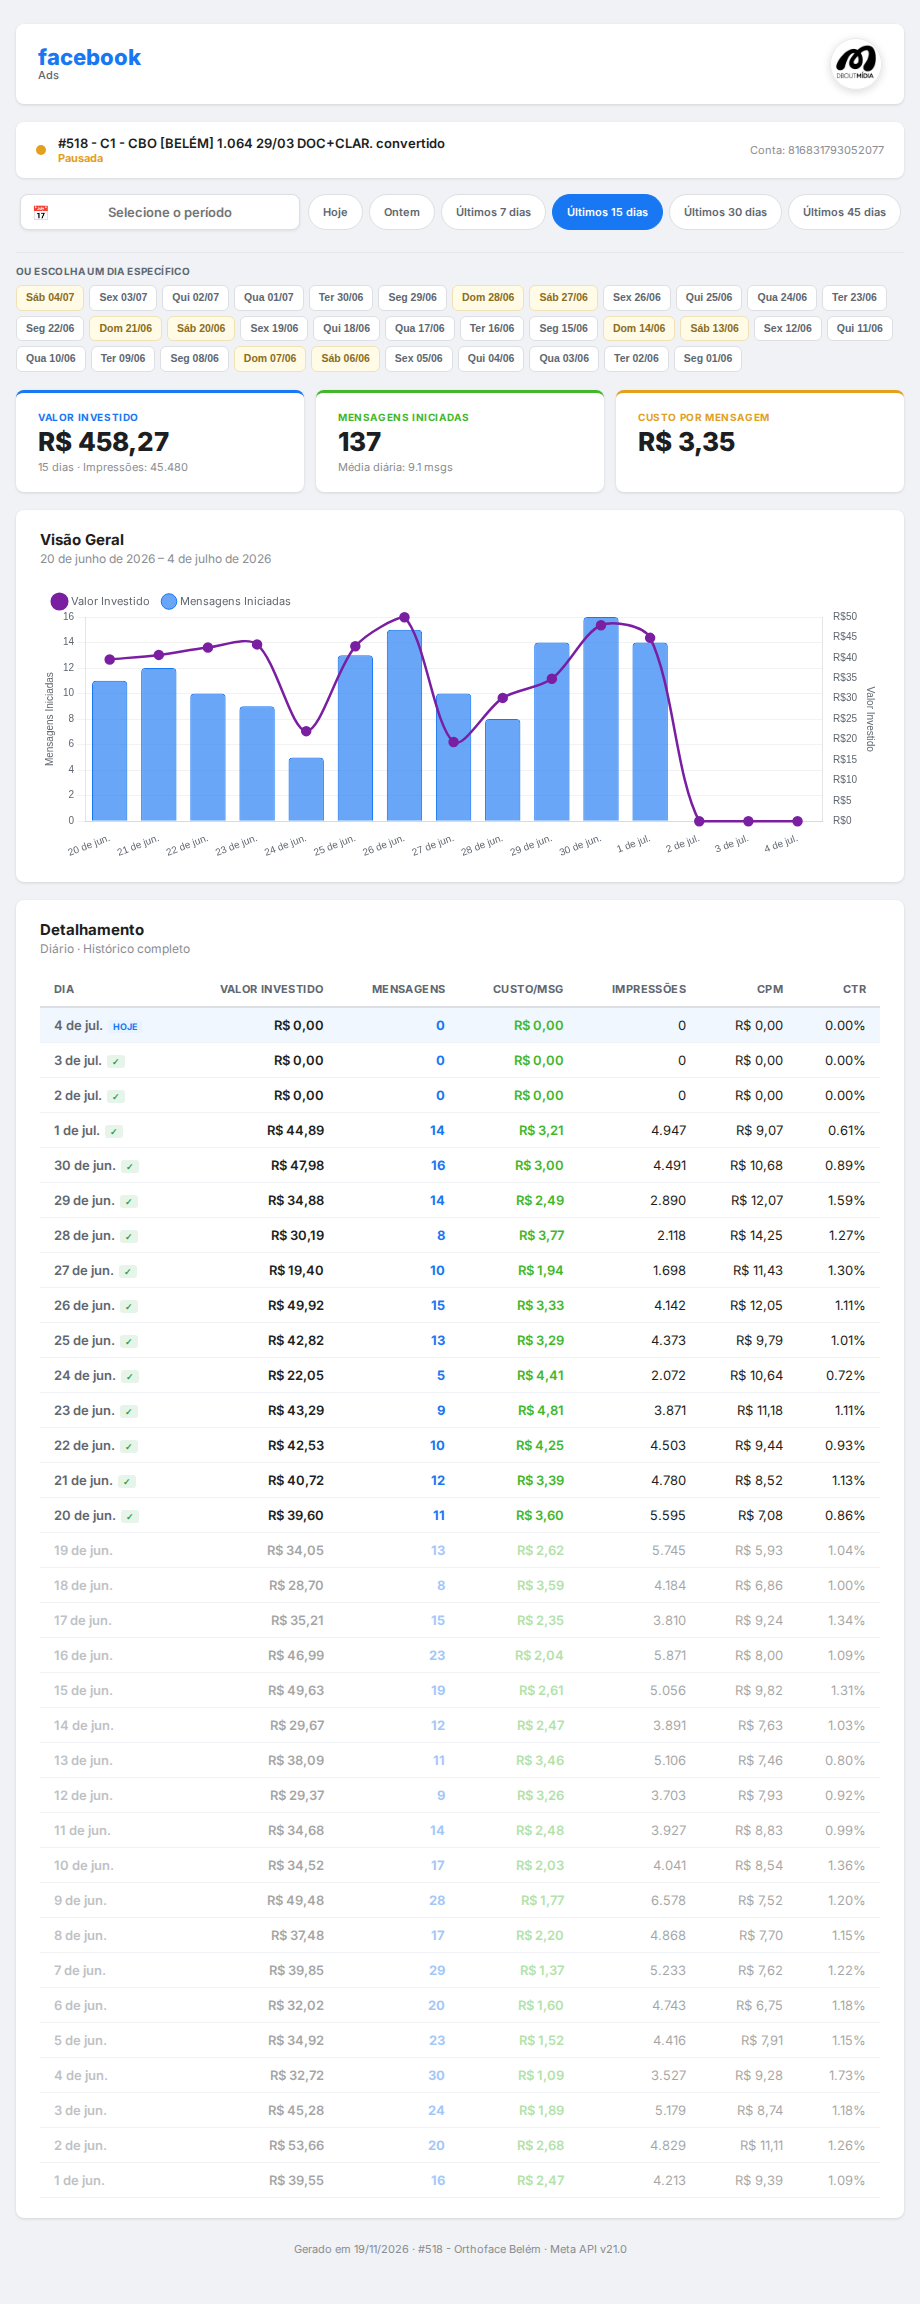 facebook
Ads
DBOUTMÍDIA
#518 - C1 - CBO [BELÉM] 1.064 29/03 DOC+CLAR. convertido
Pausada
Conta: 816831793052077
Selecione o período
Hoje
Ontem
Últimos 7 dias
Últimos 15 dias
Últimos 30 dias
Últimos 45 dias
OU ESCOLHA UM DIA ESPECÍFICO
Sáb 04/07 Sex 03/07 Qui 02/07 Qua 01/07 Ter 30/06 Seg 29/06 Dom 28/06 Sáb 27/06 Sex 26/06 Qui 25/06 Qua 24/06 Ter 23/06
Seg 22/06 Dom 21/06 Sáb 20/06 Sex 19/06 Qui 18/06 Qua 17/06 Ter 16/06 Seg 15/06 Dom 14/06 Sáb 13/06 Sex 12/06 Qui 11/06
Qua 10/06 Ter 09/06 Seg 08/06 Dom 07/06 Sáb 06/06 Sex 05/06 Qui 04/06 Qua 03/06 Ter 02/06 Seg 01/06
VALOR INVESTIDO
R$ 458,27
15 dias · Impressões: 45.480
MENSAGENS INICIADAS
137
Média diária: 9.1 msgs
CUSTO POR MENSAGEM
R$ 3,35
Visão Geral
20 de junho de 2026 – 4 de julho de 2026
Valor Investido Mensagens Iniciadas
Mensagens Iniciadas
16
14
12
10
8
6
4
2
0
R$50
R$45
R$40
R$35
R$30
R$25
R$20
R$15
R$10
R$5
R$0
Valor Investido
20 de jun. 21 de jun. 22 de jun. 23 de jun. 24 de jun. 25 de jun. 26 de jun. 27 de jun. 28 de jun. 29 de jun. 30 de jun. 1 de jul. 2 de jul. 3 de jul. 4 de jul.
Detalhamento
Diário · Histórico completo
DIA VALOR INVESTIDO MENSAGENS CUSTO/MSG IMPRESSÕES CPM CTR
4 de jul. HOJE R$ 0,00 0 R$ 0,00 0 R$ 0,00 0.00%
3 de jul. ✓ R$ 0,00 0 R$ 0,00 0 R$ 0,00 0.00%
2 de jul. ✓ R$ 0,00 0 R$ 0,00 0 R$ 0,00 0.00%
1 de jul. ✓ R$ 44,89 14 R$ 3,21 4.947 R$ 9,07 0.61%
30 de jun. ✓ R$ 47,98 16 R$ 3,00 4.491 R$ 10,68 0.89%
29 de jun. ✓ R$ 34,88 14 R$ 2,49 2.890 R$ 12,07 1.59%
28 de jun. ✓ R$ 30,19 8 R$ 3,77 2.118 R$ 14,25 1.27%
27 de jun. ✓ R$ 19,40 10 R$ 1,94 1.698 R$ 11,43 1.30%
26 de jun. ✓ R$ 49,92 15 R$ 3,33 4.142 R$ 12,05 1.11%
25 de jun. ✓ R$ 42,82 13 R$ 3,29 4.373 R$ 9,79 1.01%
24 de jun. ✓ R$ 22,05 5 R$ 4,41 2.072 R$ 10,64 0.72%
23 de jun. ✓ R$ 43,29 9 R$ 4,81 3.871 R$ 11,18 1.11%
22 de jun. ✓ R$ 42,53 10 R$ 4,25 4.503 R$ 9,44 0.93%
21 de jun. ✓ R$ 40,72 12 R$ 3,39 4.780 R$ 8,52 1.13%
20 de jun. ✓ R$ 39,60 11 R$ 3,60 5.595 R$ 7,08 0.86%
19 de jun. R$ 34,05 13 R$ 2,62 5.745 R$ 5,93 1.04%
18 de jun. R$ 28,70 8 R$ 3,59 4.184 R$ 6,86 1.00%
17 de jun. R$ 35,21 15 R$ 2,35 3.810 R$ 9,24 1.34%
16 de jun. R$ 46,99 23 R$ 2,04 5.871 R$ 8,00 1.09%
15 de jun. R$ 49,63 19 R$ 2,61 5.056 R$ 9,82 1.31%
14 de jun. R$ 29,67 12 R$ 2,47 3.891 R$ 7,63 1.03%
13 de jun. R$ 38,09 11 R$ 3,46 5.106 R$ 7,46 0.80%
12 de jun. R$ 29,37 9 R$ 3,26 3.703 R$ 7,93 0.92%
11 de jun. R$ 34,68 14 R$ 2,48 3.927 R$ 8,83 0.99%
10 de jun. R$ 34,52 17 R$ 2,03 4.041 R$ 8,54 1.36%
9 de jun. R$ 49,48 28 R$ 1,77 6.578 R$ 7,52 1.20%
8 de jun. R$ 37,48 17 R$ 2,20 4.868 R$ 7,70 1.15%
7 de jun. R$ 39,85 29 R$ 1,37 5.233 R$ 7,62 1.22%
6 de jun. R$ 32,02 20 R$ 1,60 4.743 R$ 6,75 1.18%
5 de jun. R$ 34,92 23 R$ 1,52 4.416 R$ 7,91 1.15%
4 de jun. R$ 32,72 30 R$ 1,09 3.527 R$ 9,28 1.73%
3 de jun. R$ 45,28 24 R$ 1,89 5.179 R$ 8,74 1.18%
2 de jun. R$ 53,66 20 R$ 2,68 4.829 R$ 11,11 1.26%
1 de jun. R$ 39,55 16 R$ 2,47 4.213 R$ 9,39 1.09%
Gerado em 19/11/2026 · #518 - Orthoface Belém · Meta API v21.0